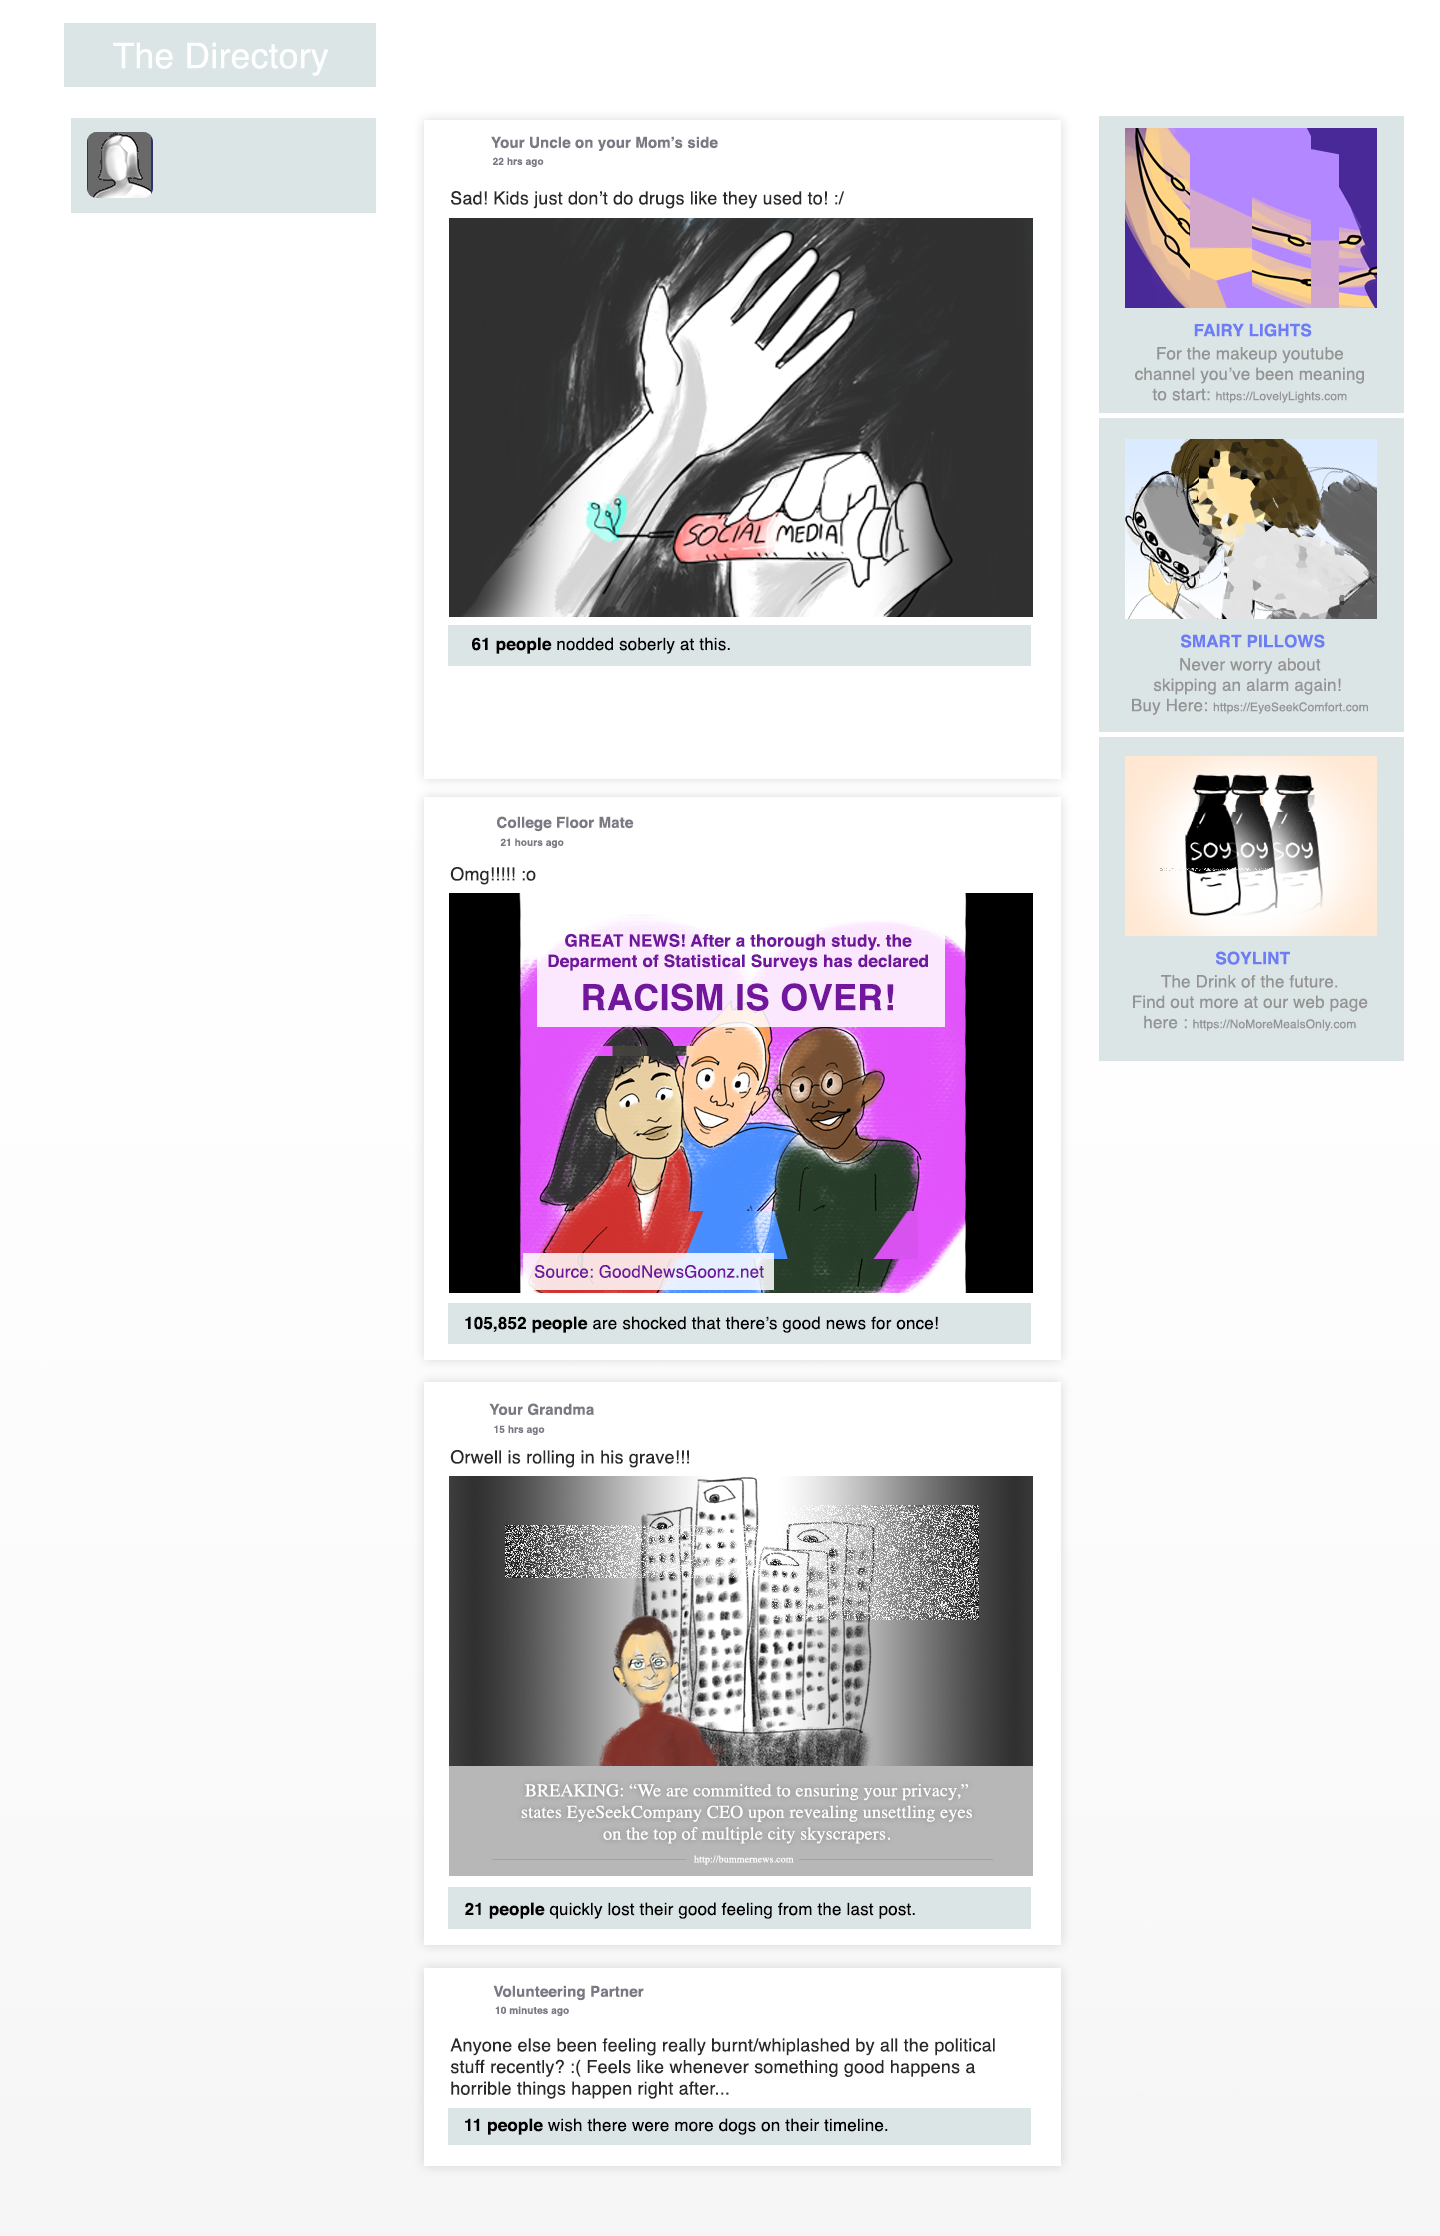 The Directory
Your Uncle on your Mom's side
22 hrs ago
Sad! Kids just don't do drugs like they used to! :/
SOCIAL MEDIA
61 people nodded soberly at this.
College Floor Mate
21 hours ago
Omg!!!!! :o
GREAT NEWS! After a thorough study. the
Deparment of Statistical Surveys has declared
RACISM IS OVER!
Source: GoodNewsGoonz.net
105,852 people are shocked that there's good news for once!
Your Grandma
15 hrs ago
Orwell is rolling in his grave!!!
BREAKING: “We are committed to ensuring your privacy,”
states EyeSeekCompany CEO upon revealing unsettling eyes
on the top of multiple city skyscrapers.
http://bummernews.com
21 people quickly lost their good feeling from the last post.
Volunteering Partner
10 minutes ago
Anyone else been feeling really burnt/whiplashed by all the political
stuff recently? :( Feels like whenever something good happens a
horrible things happen right after...
11 people wish there were more dogs on their timeline.
FAIRY LIGHTS
For the makeup youtube
channel you've been meaning
to start: https://LovelyLights.com
SMART PILLOWS
Never worry about
skipping an alarm again!
Buy Here: https://EyeSeekComfort.com
SOY OY SOY
SOYLINT
The Drink of the future.
Find out more at our web page
here : https://NoMoreMealsOnly.com